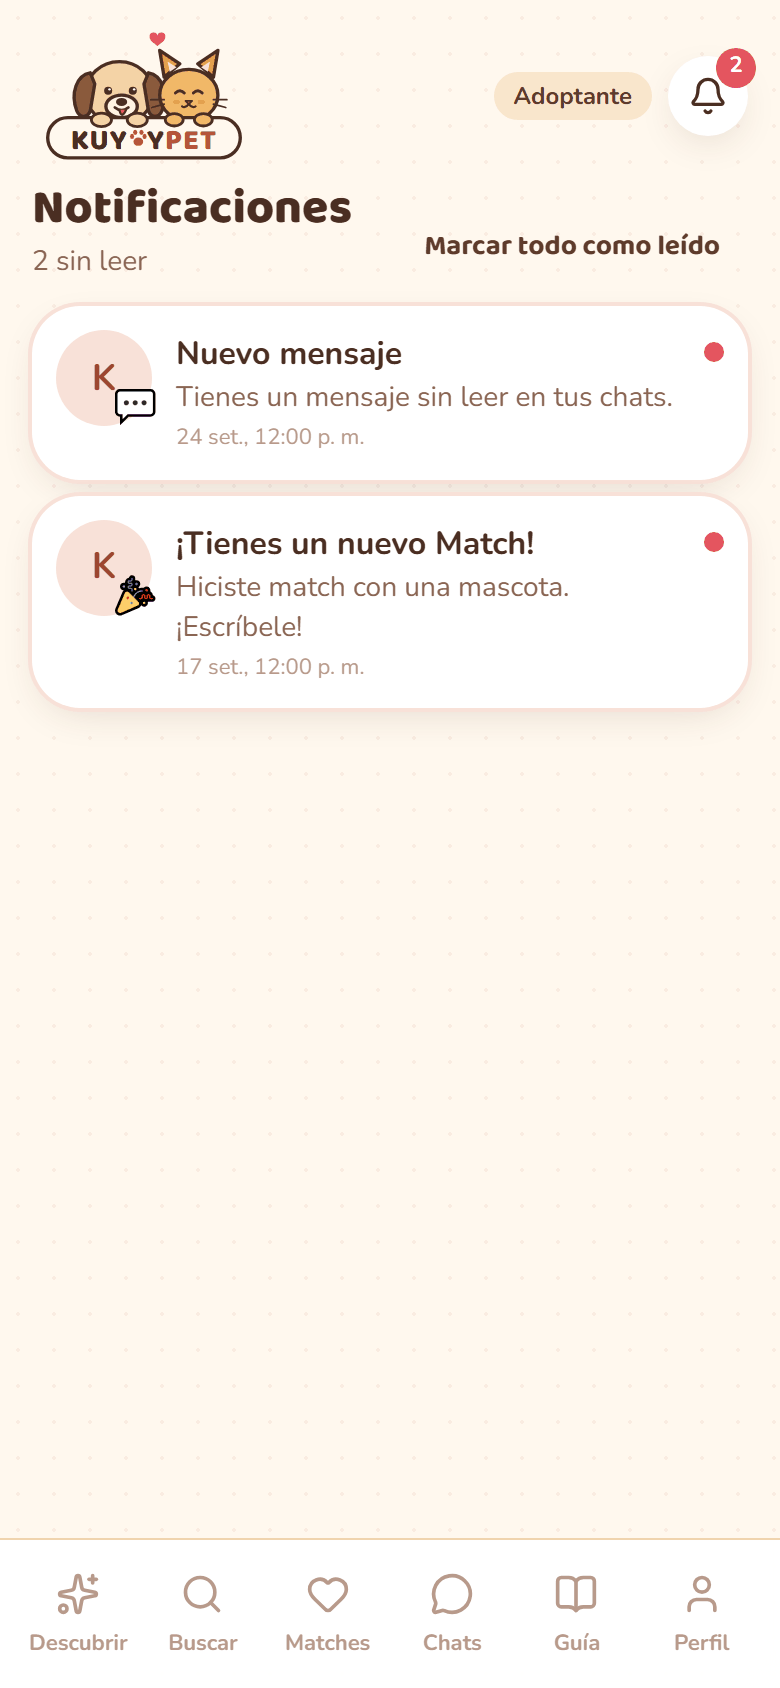 KUYYPET
Adoptante
2
Notificaciones
2 sin leer
Marcar todo como leído
K
Nuevo mensaje
Tienes un mensaje sin leer en tus chats.
24 set., 12:00 p. m.
K
¡Tienes un nuevo Match!
Hiciste match con una mascota.
¡Escríbele!
17 set., 12:00 p. m.
Descubrir
Buscar
Matches
Chats
Guía
Perfil